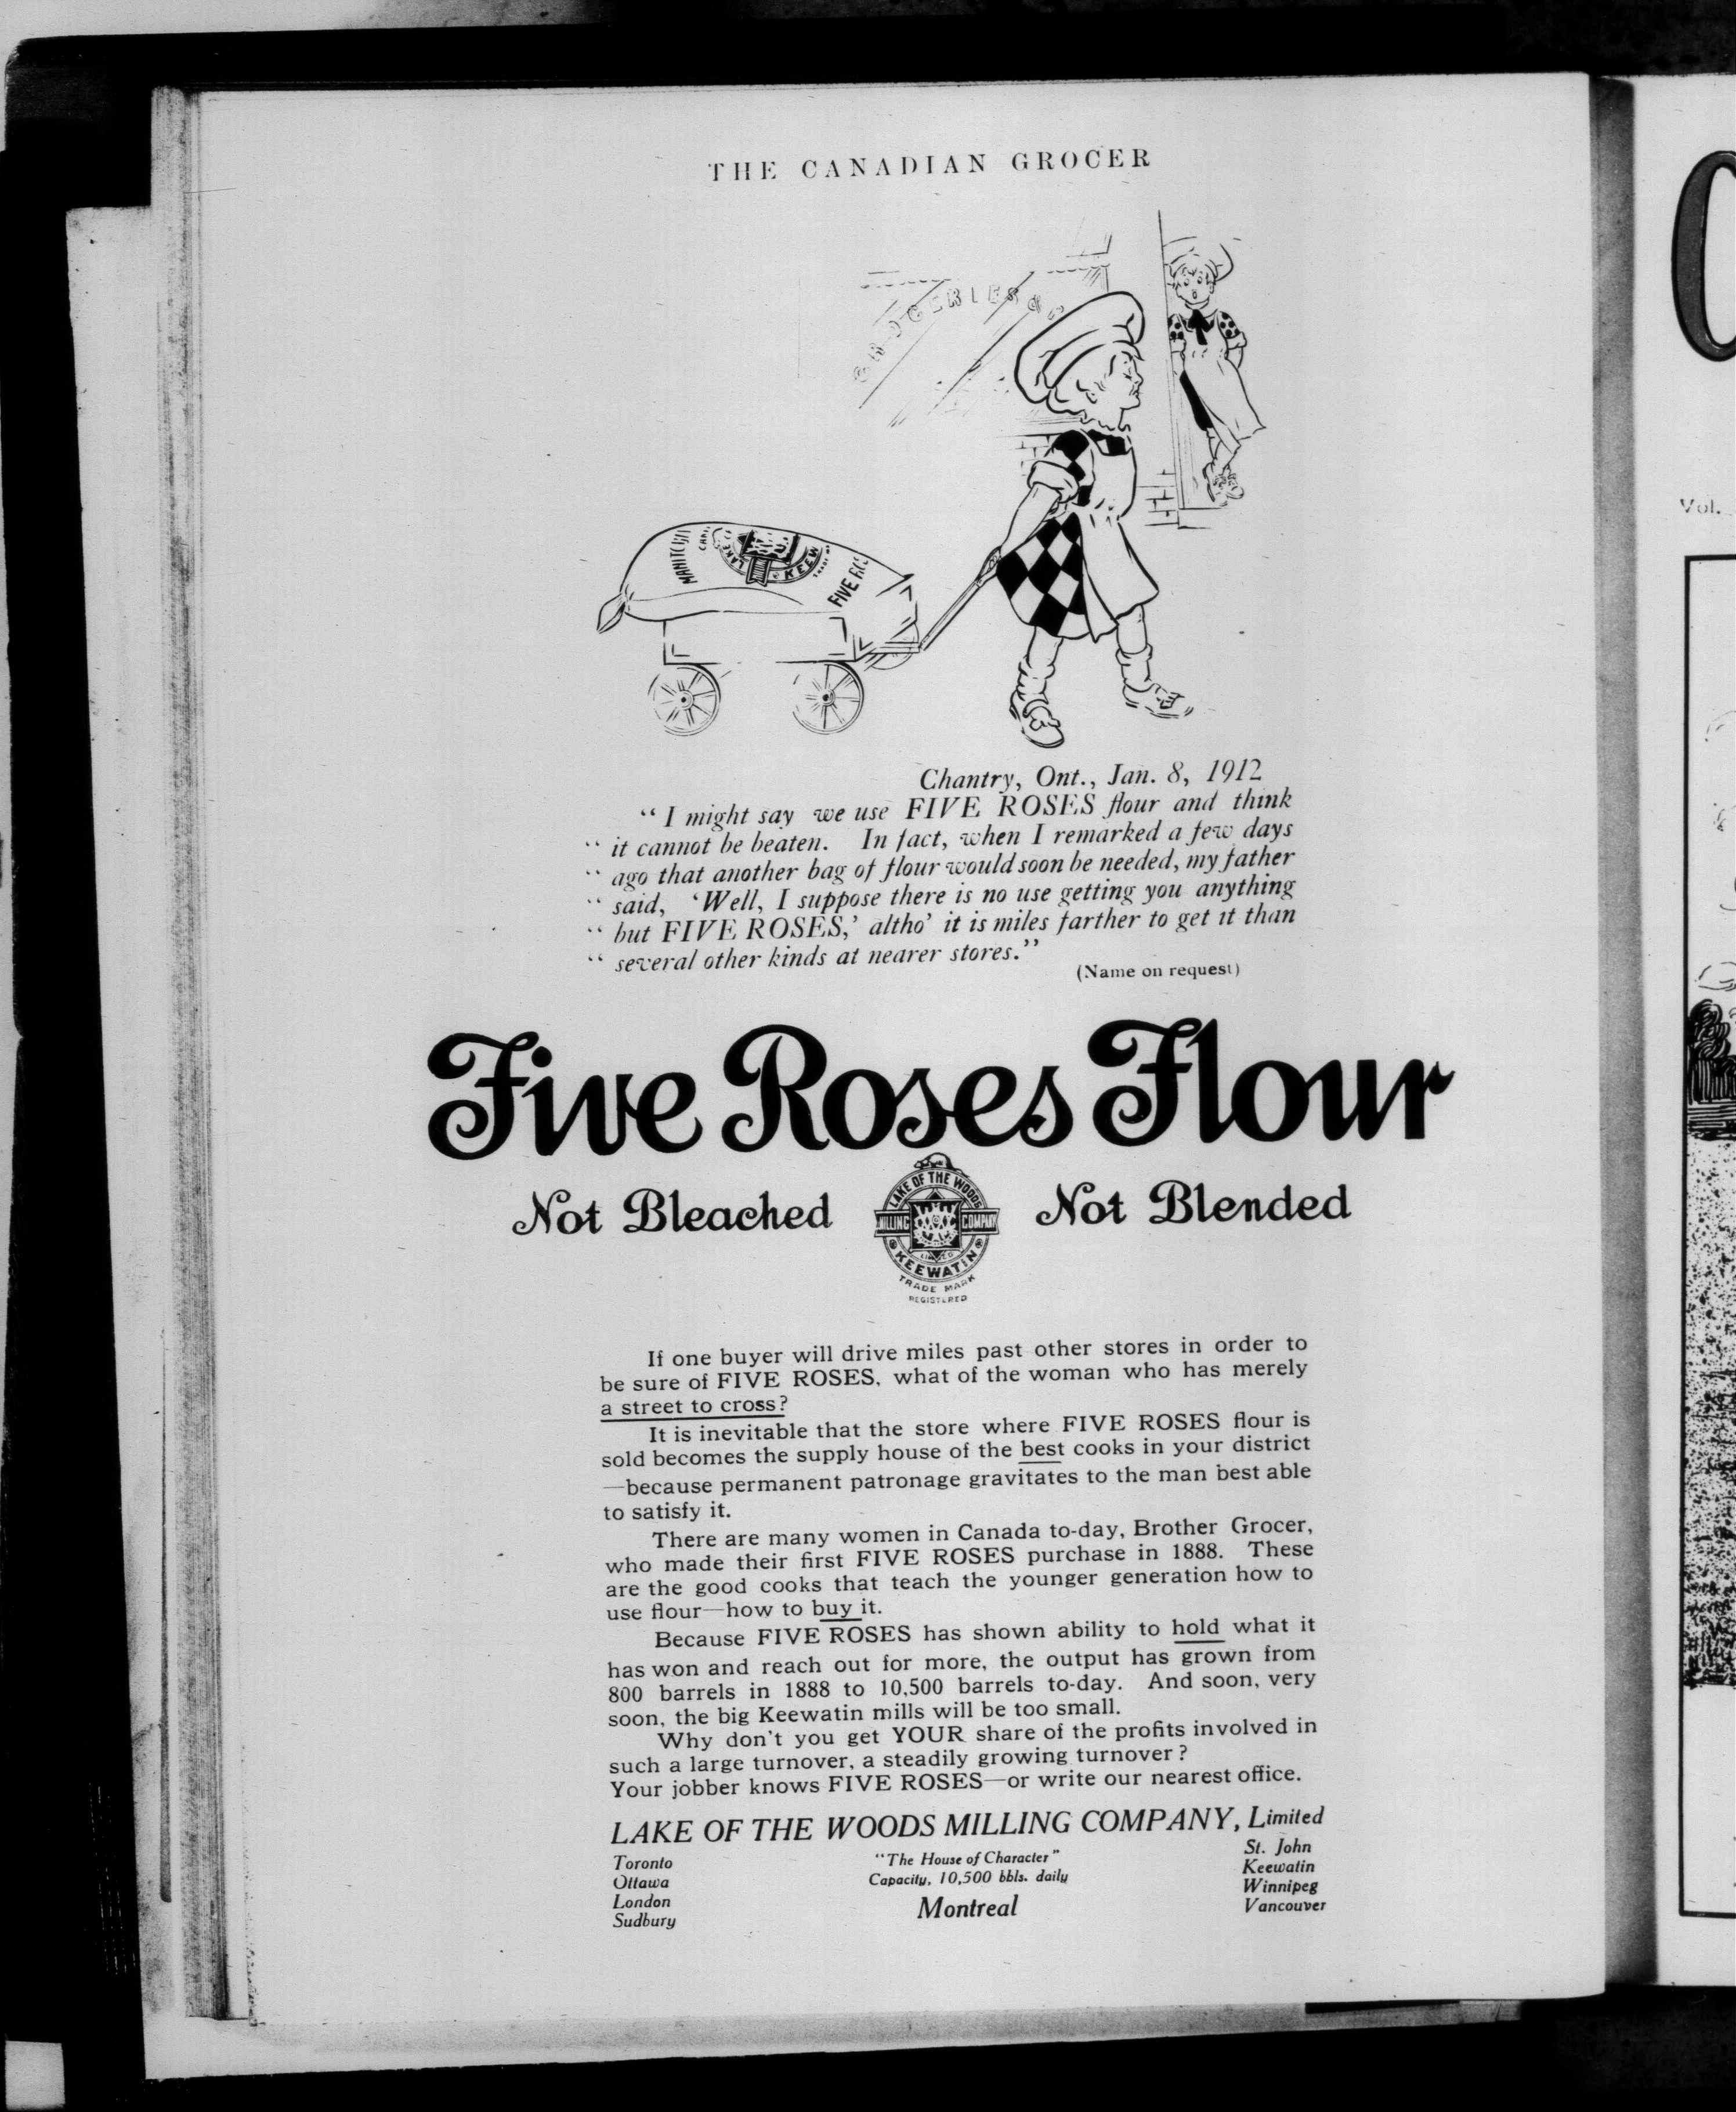 THE CANADIAN GROCER
GROCERIES &
MANITOBA
LAKE
KEEW
FIVE ROS
Chantry, Ont., Jan. 8, 1912
“ I might say we use FIVE ROSES flour and think
“ it cannot be beaten. In fact, when I remarked a few days
“ ago that another bag of flour would soon be needed, my father
“ said, ‘Well, I suppose there is no use getting you anything
“ but FIVE ROSES,’ altho’ it is miles farther to get it than
“ several other kinds at nearer stores.”
(Name on request)
Five Roses Flour
Not Bleached
LAKE OF THE WOODS
MILLING COMPANY
LIMITED
KEEWATIN
TRADE MARK
REGISTERED
Not Blended
If one buyer will drive miles past other stores in order to
be sure of FIVE ROSES, what of the woman who has merely
a street to cross?
It is inevitable that the store where FIVE ROSES flour is
sold becomes the supply house of the best cooks in your district
—because permanent patronage gravitates to the man best able
to satisfy it.
There are many women in Canada to-day, Brother Grocer,
who made their first FIVE ROSES purchase in 1888. These
are the good cooks that teach the younger generation how to
use flour—how to buy it.
Because FIVE ROSES has shown ability to hold what it
has won and reach out for more, the output has grown from
800 barrels in 1888 to 10,500 barrels to-day. And soon, very
soon, the big Keewatin mills will be too small.
Why don’t you get YOUR share of the profits involved in
such a large turnover, a steadily growing turnover ?
Your jobber knows FIVE ROSES—or write our nearest office.
LAKE OF THE WOODS MILLING COMPANY, Limited
Toronto
Ottawa
London
Sudbury
“The House of Character”
Capacity, 10,500 bbls. daily
Montreal
St. John
Keewatin
Winnipeg
Vancouver
Vol.